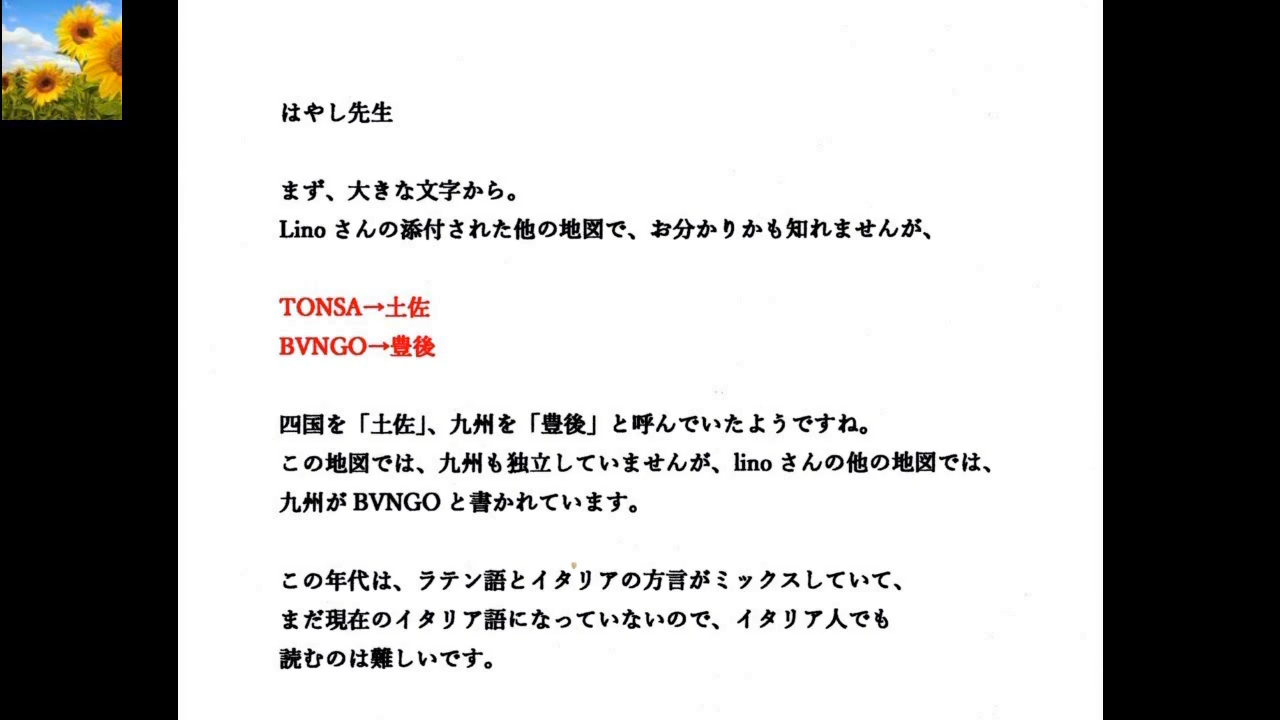 はやし先生
まず、大きな文字から。
Lino さんの添付された他の地図で、お分かりかも知れませんが、
TONSA→土佐
BVNGO→豊後
四国を「土佐」、九州を「豊後」と呼んでいたようですね。
この地図では、九州も独立していませんが、lino さんの他の地図では、
九州が BVNGO と書かれています。
この年代は、ラテン語とイタリアの方言がミックスしていて、
まだ現在のイタリア語になっていないので、イタリア人でも
読むのは難しいです。